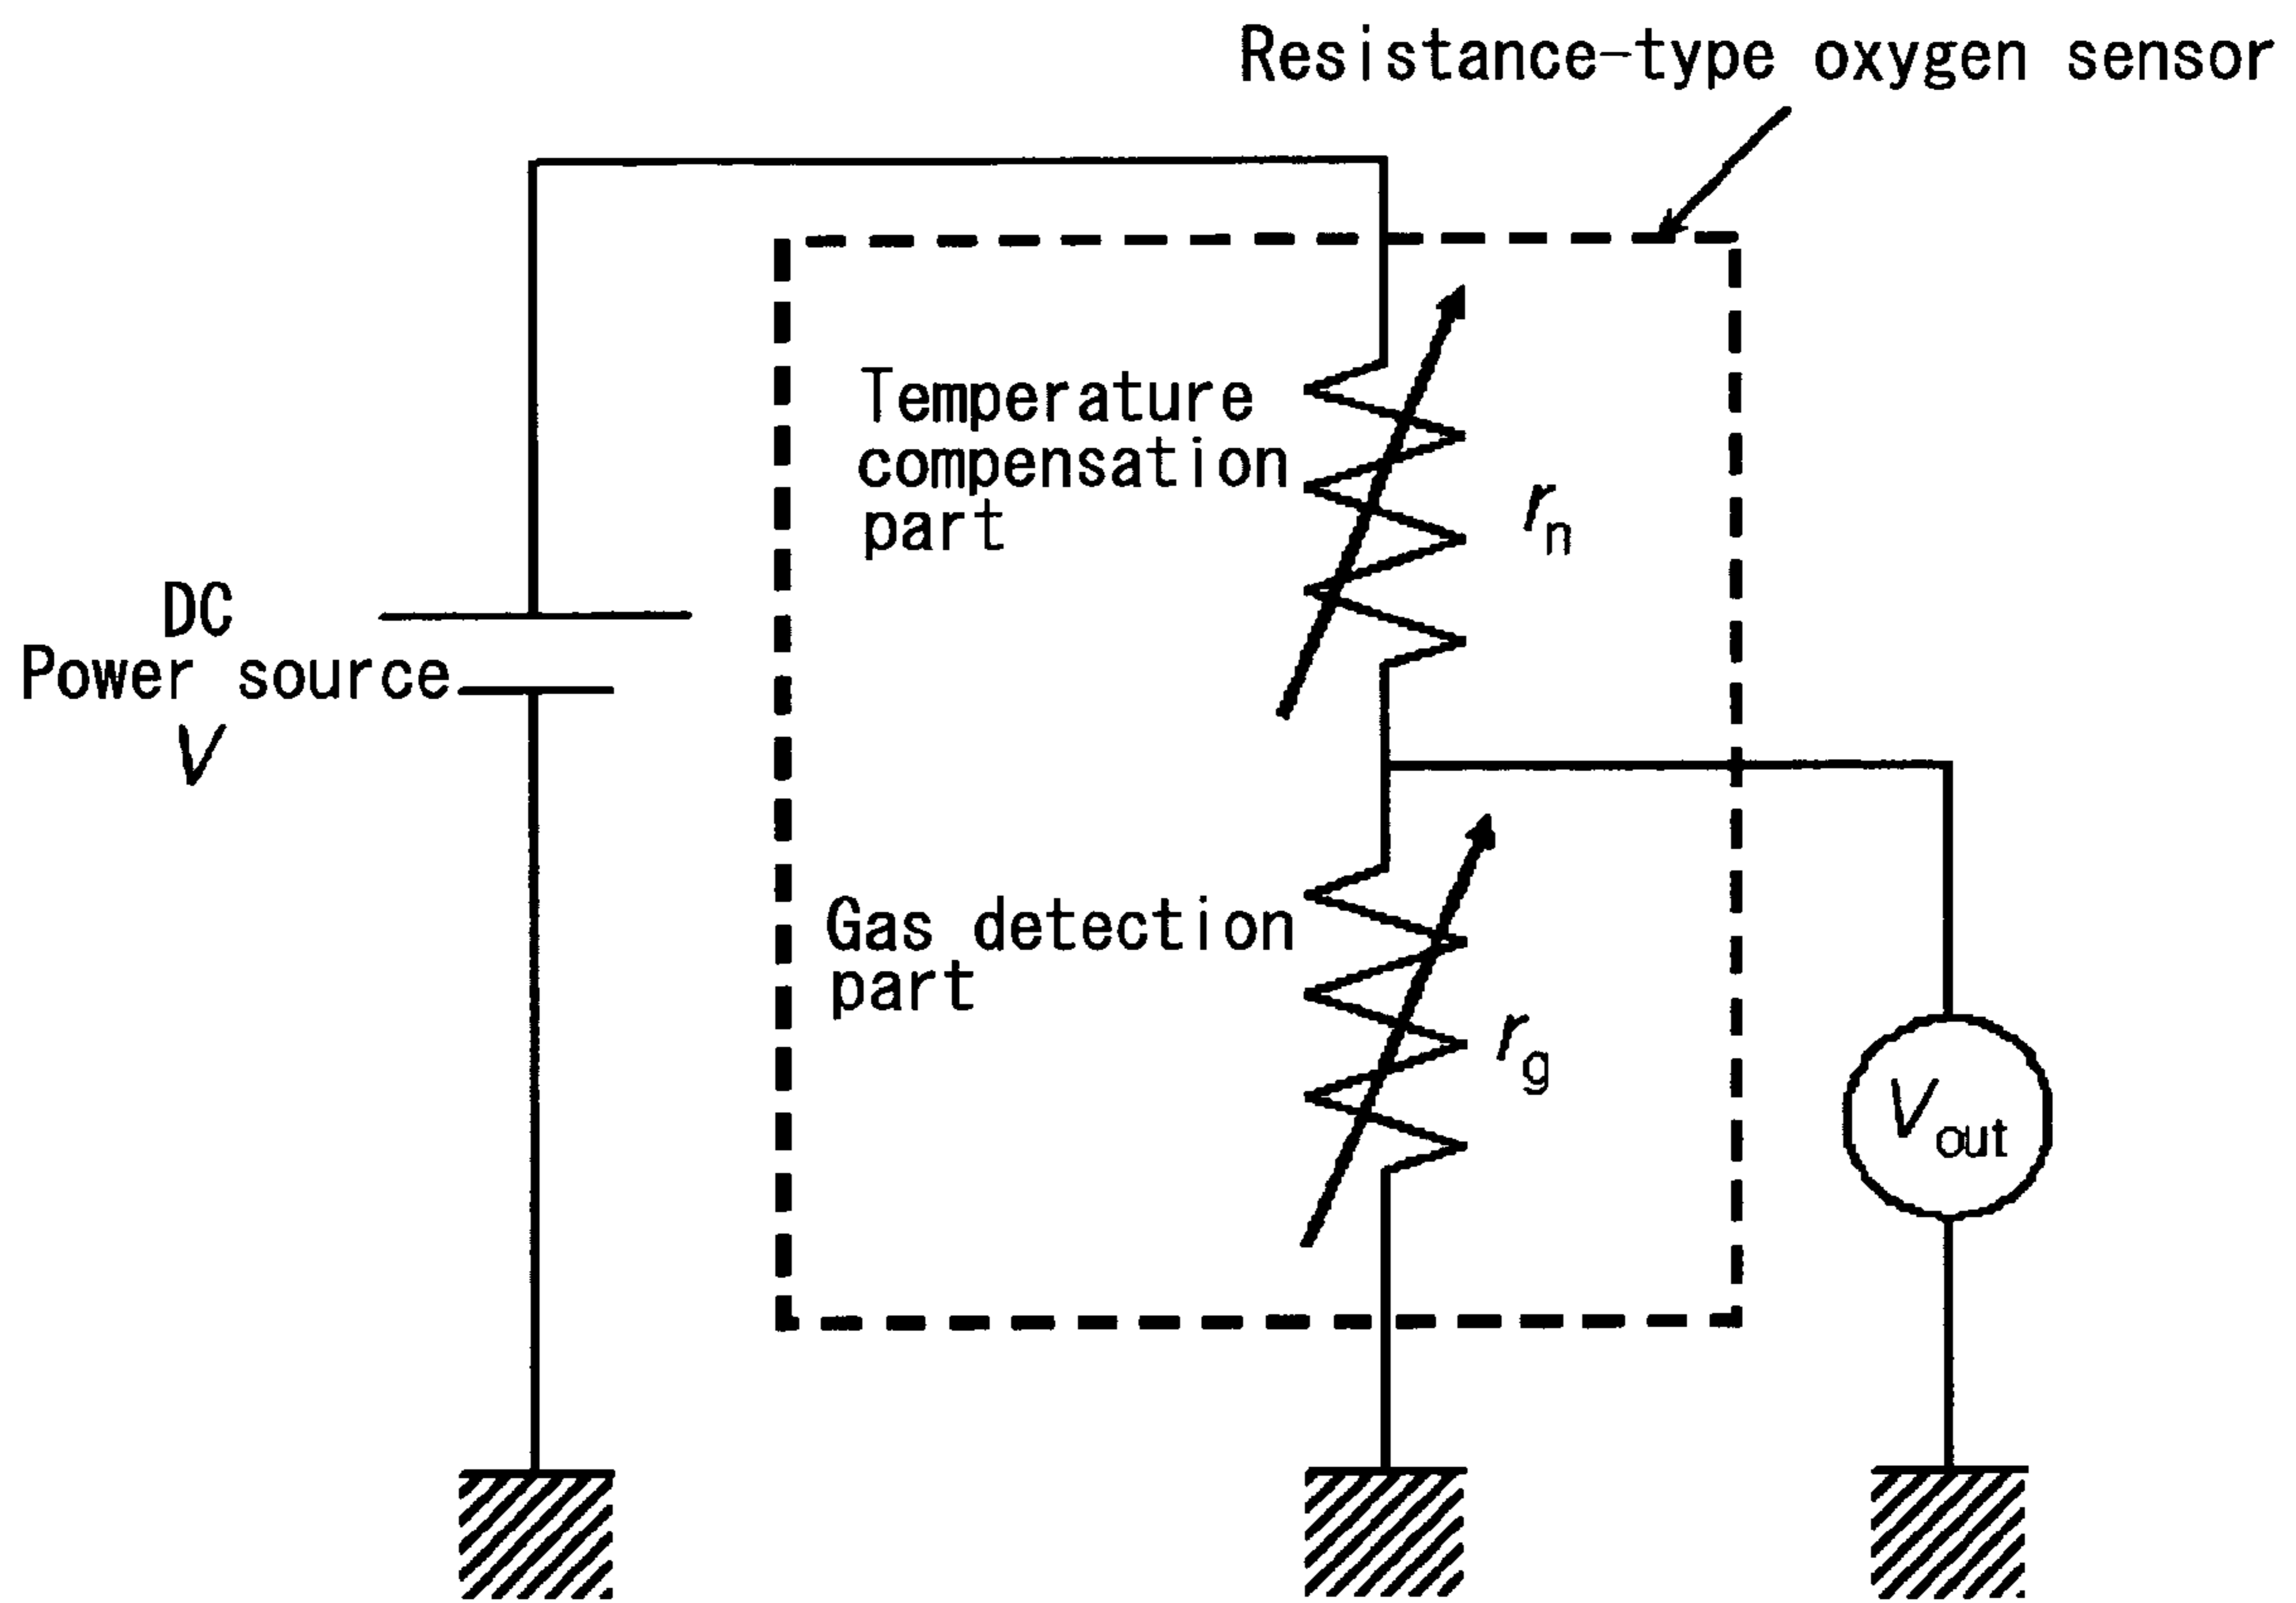 Resistance-type oxygen sensor
Temperature
compensation
part
rn
DC
Power source
V
Gas detection
part
rg
Vout